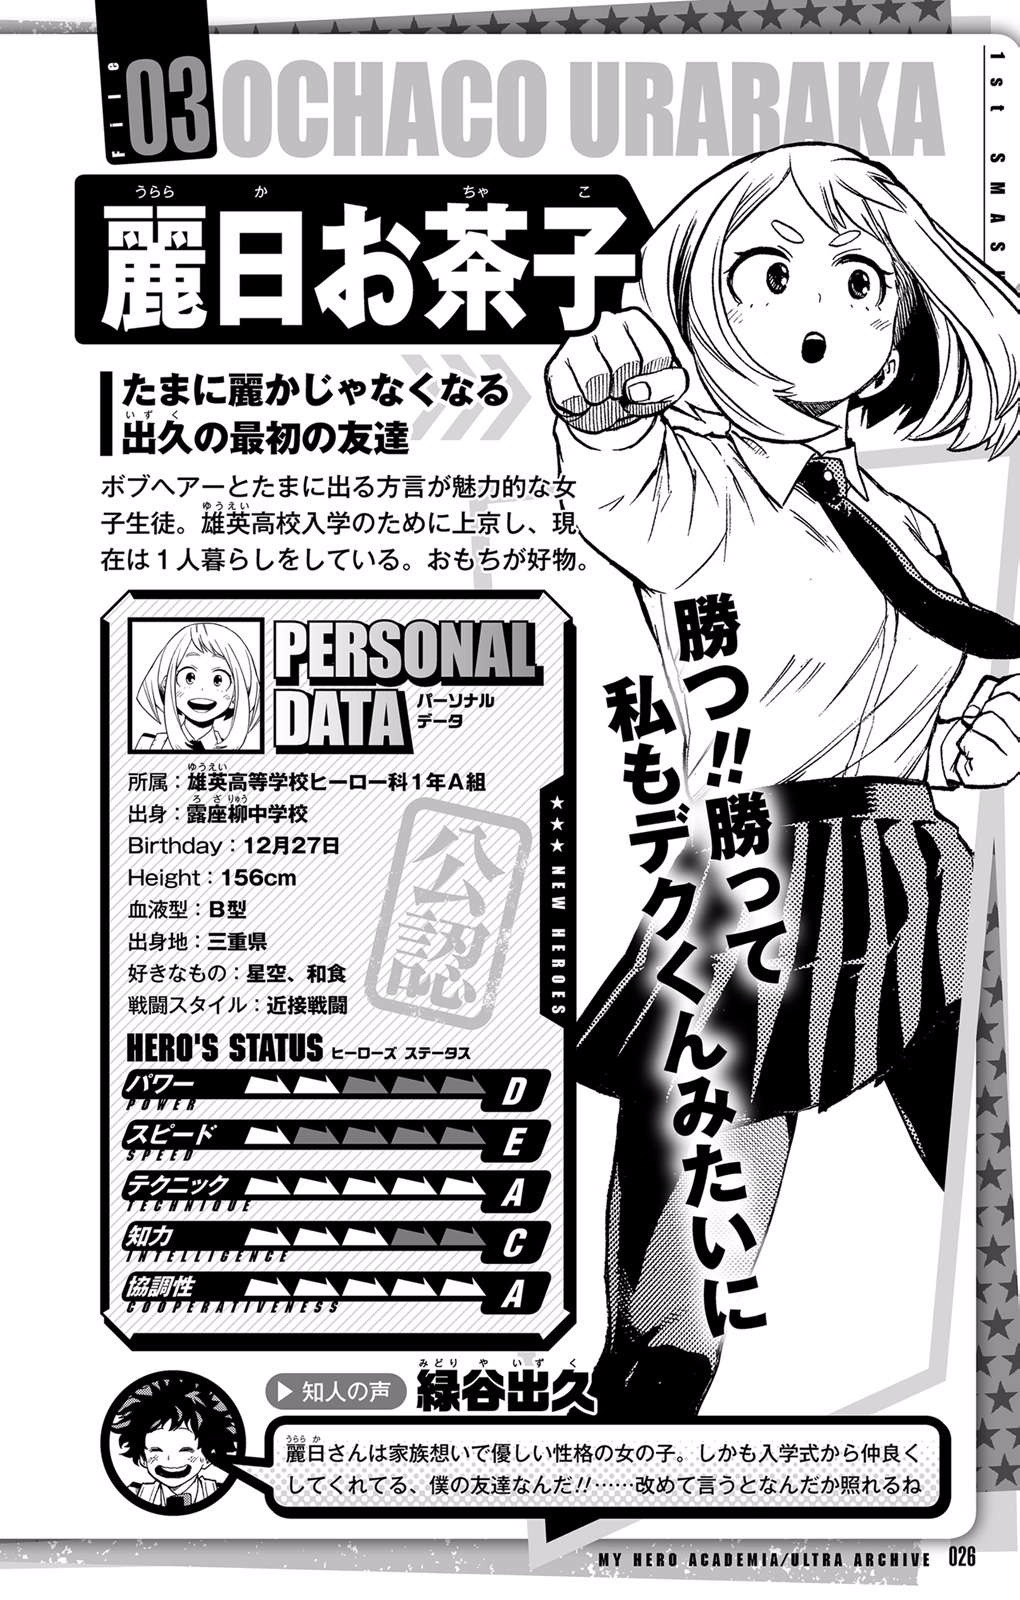 File
03
OCHACO URARAKA
1st SMASH
うらら か ちゃ こ
麗日お茶子
たまに麗かじゃなくなる
いずく
出久の最初の友達
ボブヘアーとたまに出る方言が魅力的な女
ゆうえい
子生徒。雄英高校入学のために上京し、現
在は1人暮らしをしている。おもちが好物。
勝つ!!勝って
私もデクくんみたいに
PERSONAL
DATA
パーソナル
データ
ゆうえい
所属:雄英高等学校ヒーロー科1年A組
ろざりゅう
出身:露座柳中学校
Birthday:12月27日
Height:156cm
血液型:B型
出身地:三重県
好きなもの:星空、和食
戦闘スタイル:近接戦闘
公認
★★★ NEW HEROES
HERO'S STATUS ヒーローズ ステータス
パワー
POWER
D
スピード
SPEED
E
テクニック
TECHNIQUE
A
知力
INTELLIGENCE
C
協調性
COOPERATIVENESS
A
みどり や いず く
▶知人の声 緑谷出久
うらら か
麗日さんは家族想いで優しい性格の女の子。しかも入学式から仲良く
してくれてる、僕の友達なんだ!!……改めて言うとなんだか照れるね
MY HERO ACADEMIA/ULTRA ARCHIVE 026